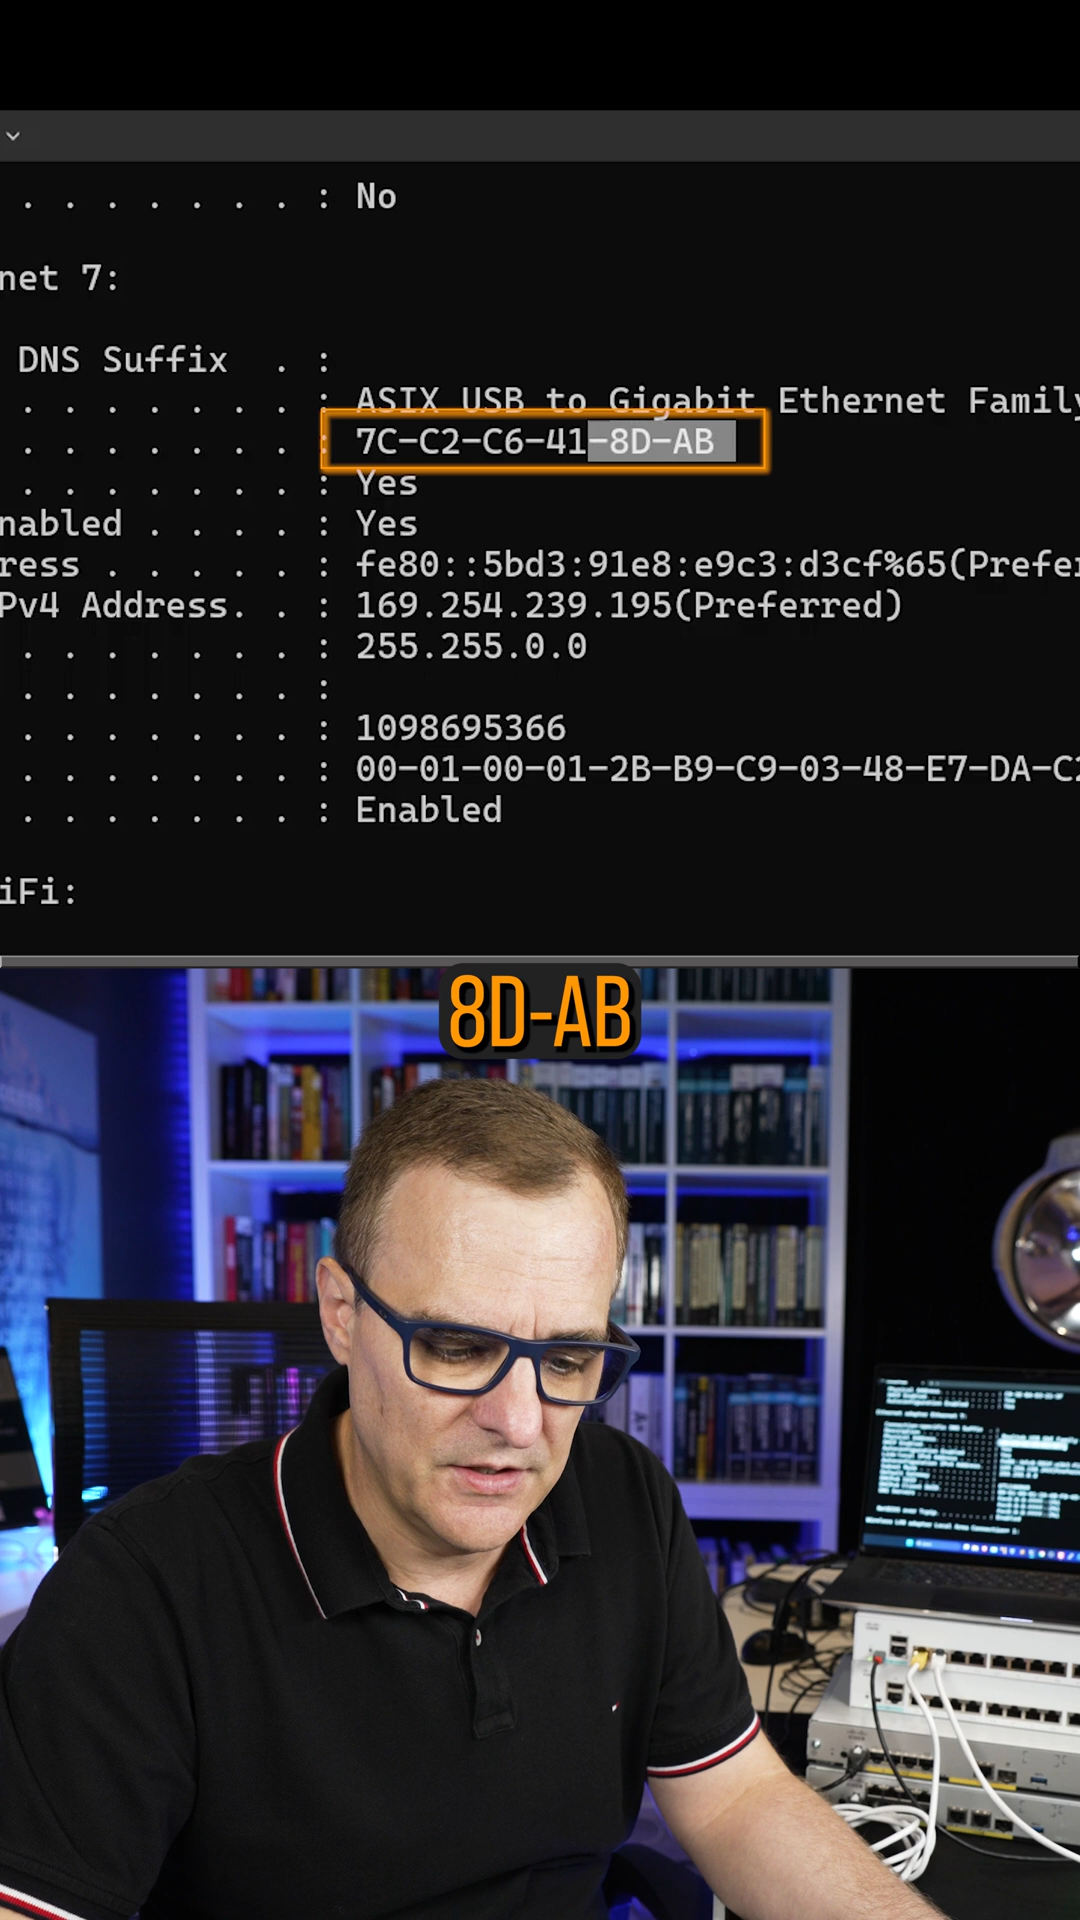 . . . . . . . : No
net 7:
DNS Suffix . :
. . . . . . . : ASIX USB to Gigabit Ethernet Family
. . . . . . . : 7C-C2-C6-41-8D-AB
. . . . . . . : Yes
nabled . . . . : Yes
ress . . . . . : fe80::5bd3:91e8:e9c3:d3cf%65(Prefer
Pv4 Address. . : 169.254.239.195(Preferred)
. . . . . . . : 255.255.0.0
. . . . . . . :
. . . . . . . : 1098695366
. . . . . . . : 00-01-00-01-2B-B9-C9-03-48-E7-DA-C2
. . . . . . . : Enabled
iFi:
8D-AB